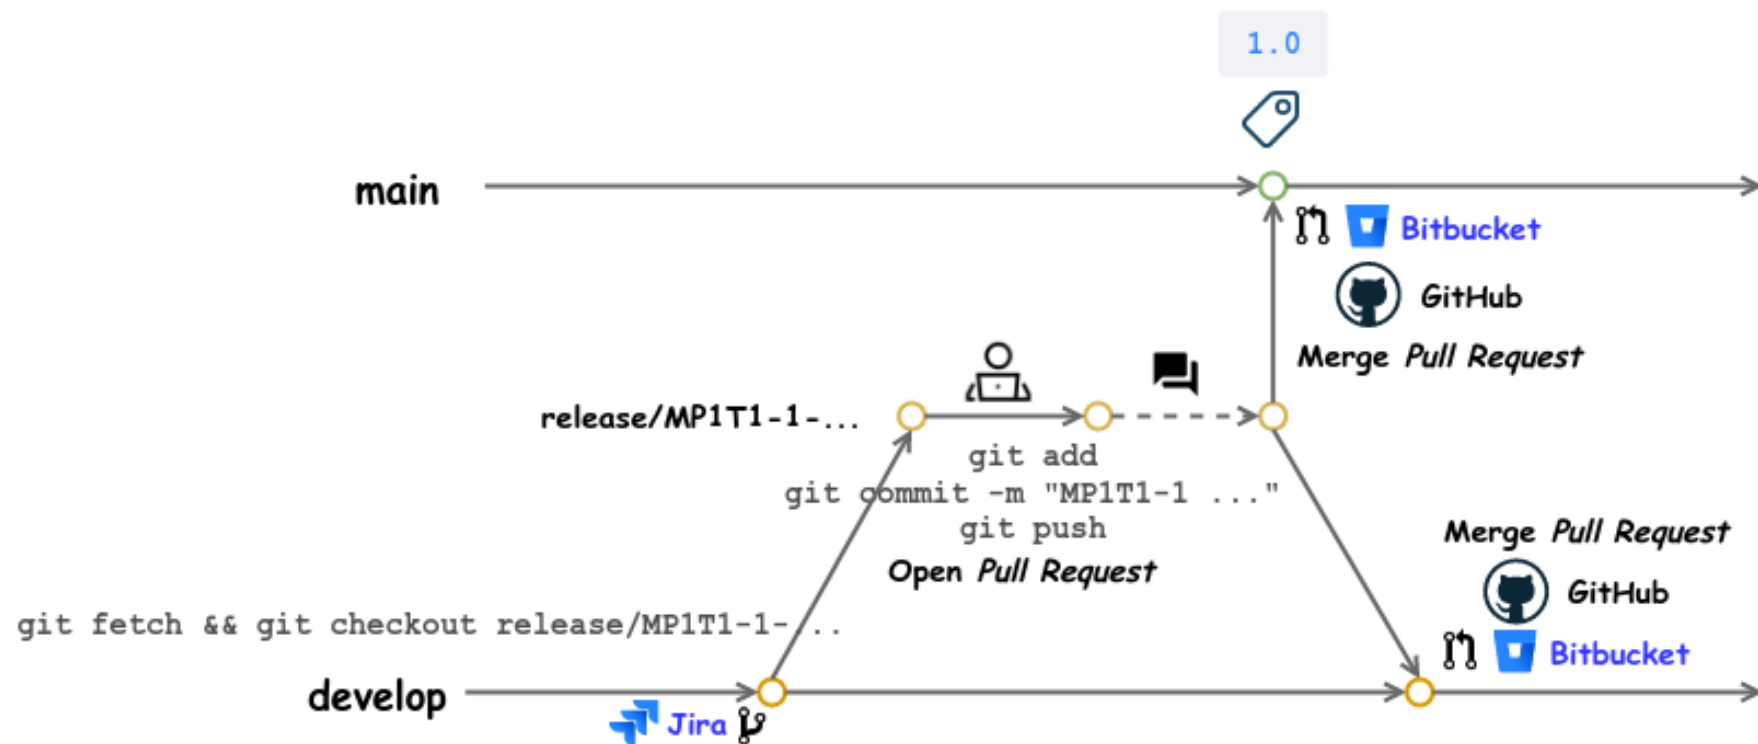 1.0
main
Bitbucket
GitHub
Merge Pull Request
release/MP1T1-1-...
git add
git commit -m "MP1T1-1 ..."
git push
Open Pull Request
Merge Pull Request
GitHub
Bitbucket
git fetch && git checkout release/MP1T1-1-...
develop
Jira